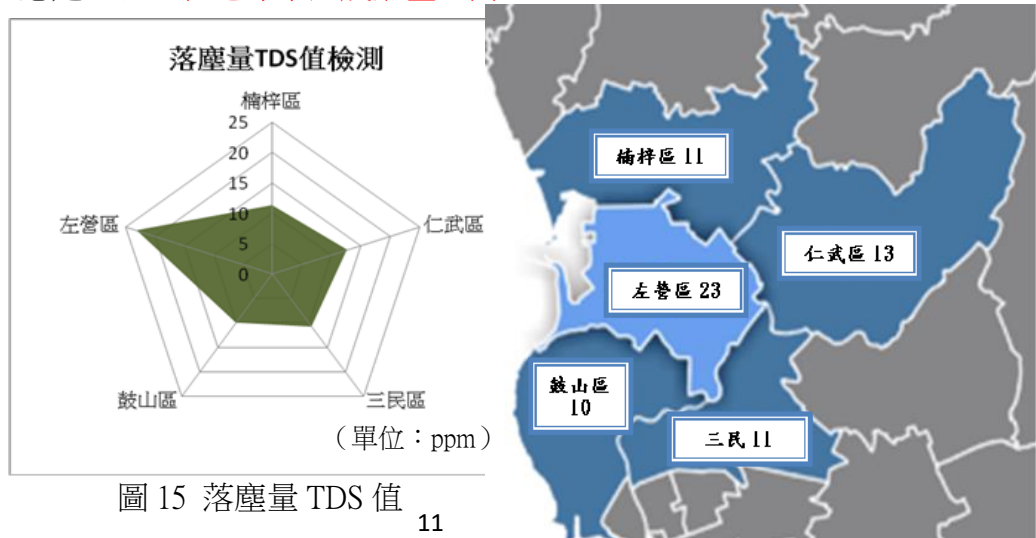 落塵量TDS值檢測
楠梓區
25
20
15
10
5
0
左營區
仁武區
鼓山區
三民區
（單位：ppm）
圖 15 落塵量 TDS 值
11
楠梓區 11
仁武區 13
左營區 23
鼓山區
10
三民 11